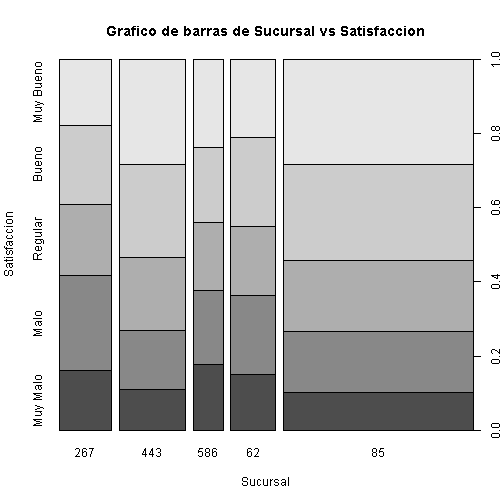 Grafico de barras de Sucursal vs Satisfaccion
Satisfaccion
Muy Bueno
Bueno
Regular
Malo
Muy Malo
1.0
0.8
0.6
0.4
0.2
0.0
267 443 586 62 85
Sucursal